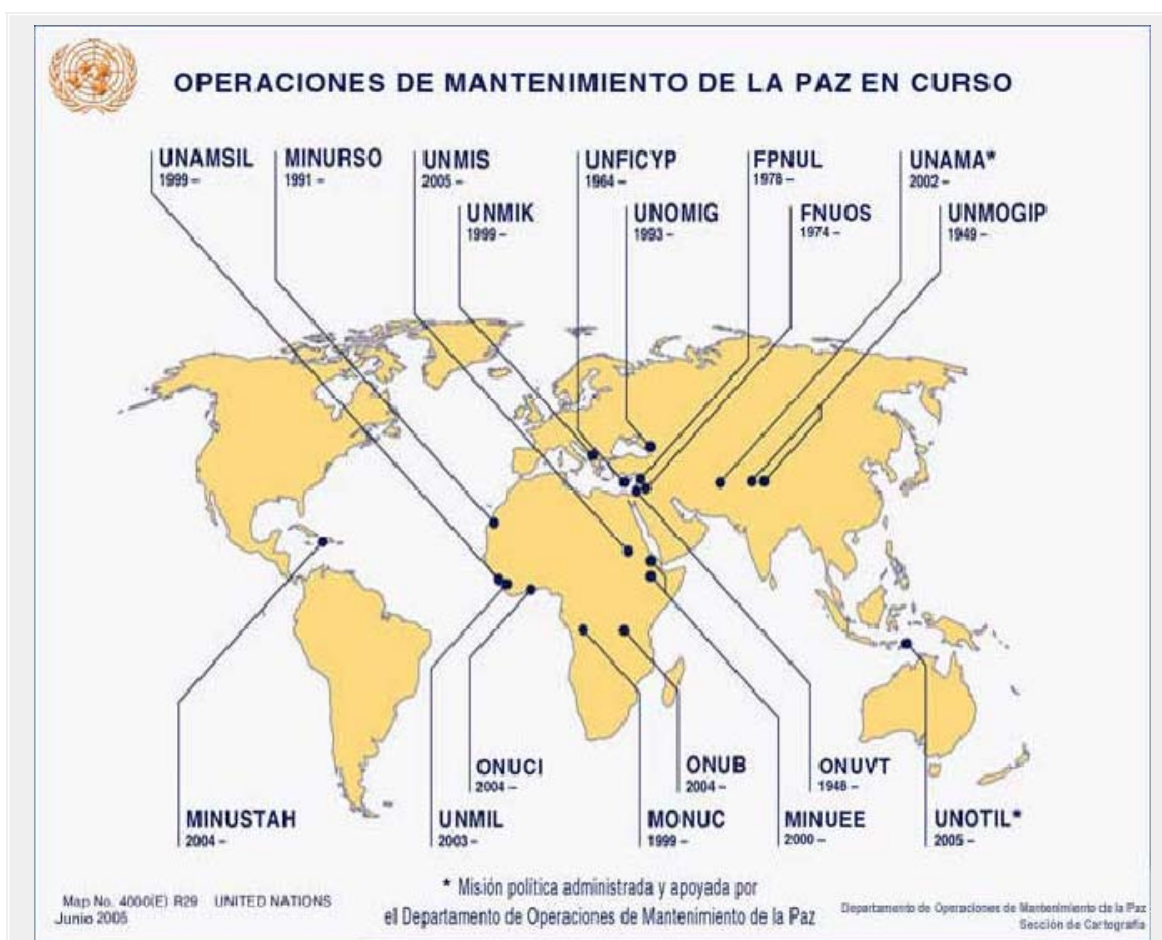 OPERACIONES DE MANTENIMIENTO DE LA PAZ EN CURSO
UNAMSIL
1999 –
MINURSO
1991 –
UNMIS
2005 –
UNFICYP
1964 –
FPNUL
1978 –
UNAMA*
2002 –
UNMIK
1999 –
UNOMIG
1993 –
FNUOS
1974 –
UNMOGIP
1949 –
ONUCI
2004 –
ONUB
2004 –
ONUVT
1948 –
MINUSTAH
2004 –
UNMIL
2003 –
MONUC
1999 –
MINUEE
2000 –
UNOTIL*
2005 –
* Misión política administrada y apoyada por
el Departamento de Operaciones de Mantenimiento de la Paz
Map No. 4000(E) R29 UNITED NATIONS
Junio 2005
Departamento de Operaciones de Mantenimiento de la Paz
Sección de Cartografía